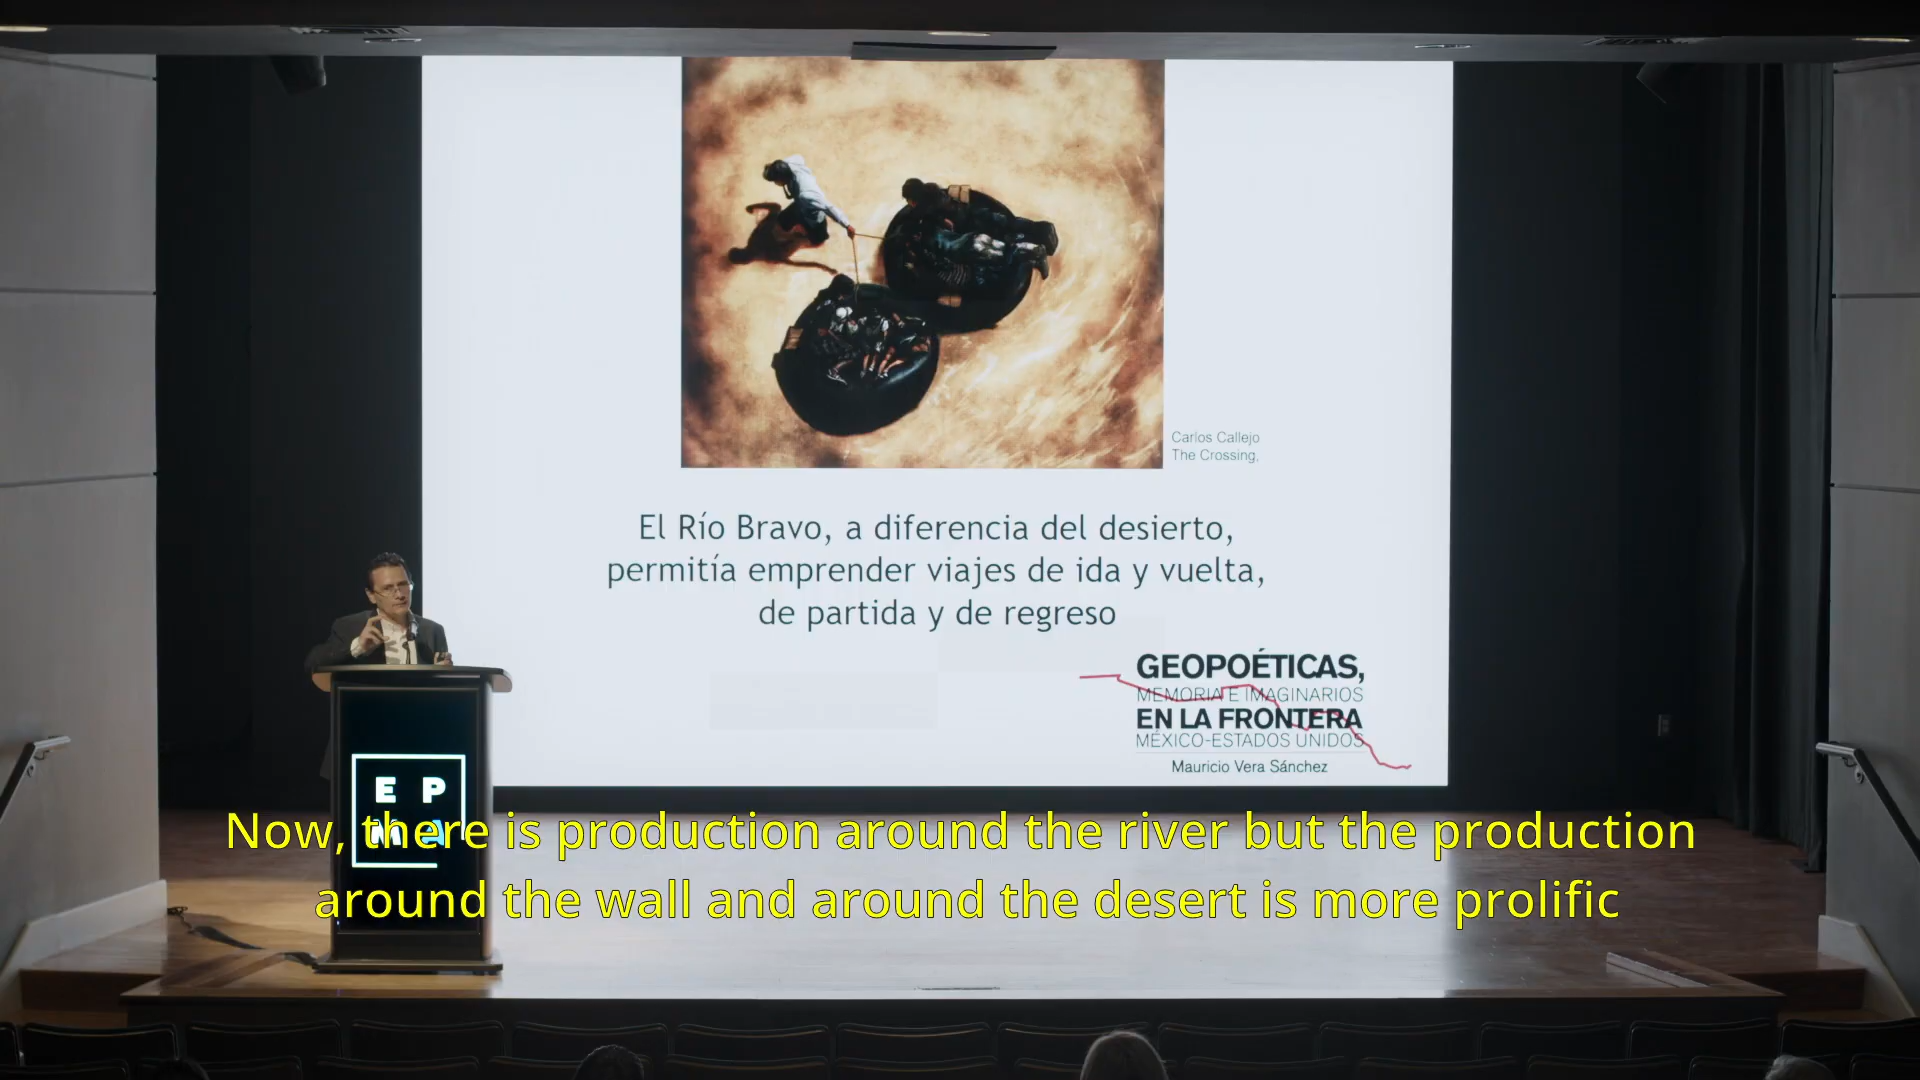 Carlos Callejo
The Crossing,
El Río Bravo, a diferencia del desierto,
permitía emprender viajes de ida y vuelta,
de partida y de regreso
GEOPOÉTICAS,
MEMORIA E IMAGINARIOS
EN LA FRONTERA
MÉXICO-ESTADOS UNIDOS
Mauricio Vera Sánchez
E P
M A
Now, there is production around the river but the production
around the wall and around the desert is more prolific